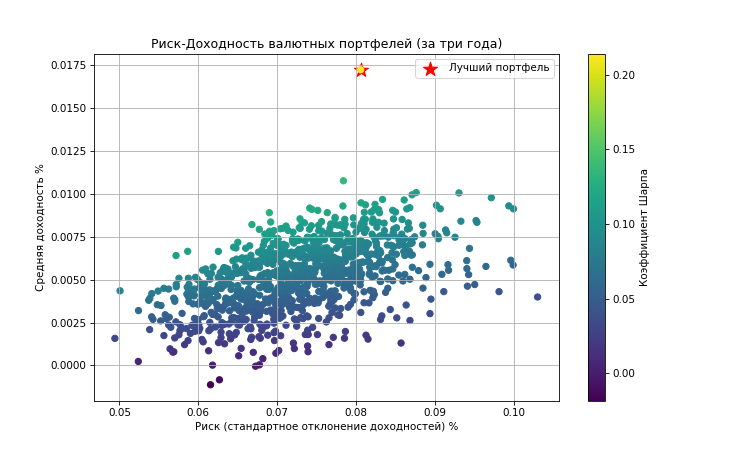 Риск-Доходность валютных портфелей (за три года)
Лучший портфель
0.0175
0.0150
0.0125
0.0100
0.0075
0.0050
0.0025
0.0000
Средняя доходность %
0.05 0.06 0.07 0.08 0.09 0.10
Риск (стандартное отклонение доходностей) %
0.20
0.15
0.10
0.05
0.00
Коэффициент Шарпа